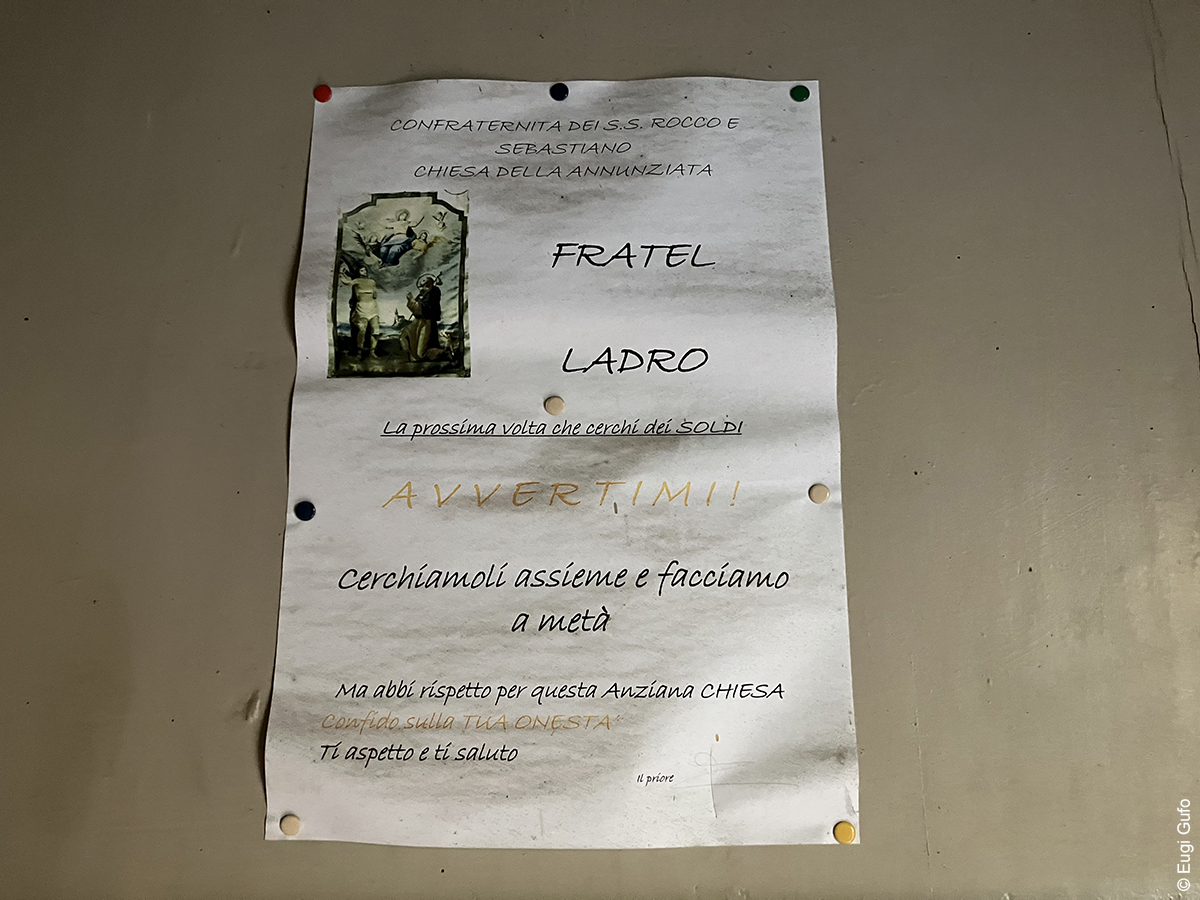 CONFRATERNITA DEI S.S. ROCCO E
SEBASTIANO
CHIESA DELLA ANNUNZIATA
FRATEL
LADRO
La prossima volta che cerchi dei SOLDI
AVVERTIMI!
Cerchiamoli assieme e facciamo
a metà
Ma abbi rispetto per questa Anziana CHIESA
Confido sulla TUA ONESTA'
Ti aspetto e ti saluto
Il priore
© Eugi Gufo